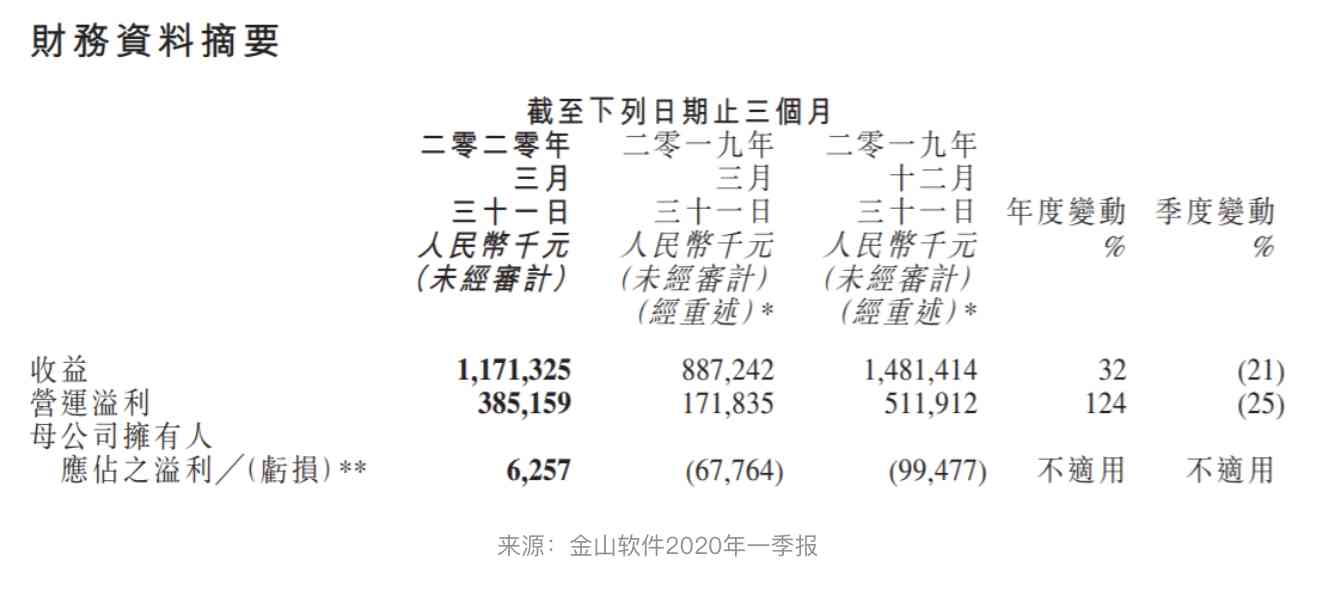 財務資料摘要
截至下列日期止三個月
二零二零年 二零一九年 二零一九年
三月 三月 十二月
三十一日 三十一日 三十一日 年度變動 季度變動
人民幣千元 人民幣千元 人民幣千元 % %
(未經審計) (未經審計) (未經審計)
(經重述)* (經重述)*
收益 1,171,325 887,242 1,481,414 32 (21)
營運溢利 385,159 171,835 511,912 124 (25)
母公司擁有人
應佔之溢利╱(虧損)** 6,257 (67,764) (99,477) 不適用 不適用
来源：金山软件2020年一季报